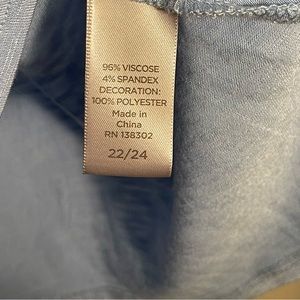 96% VISCOSE
4% SPANDEX
DECORATION:
100% POLYESTER
Made in
China
RN 138302
22/24